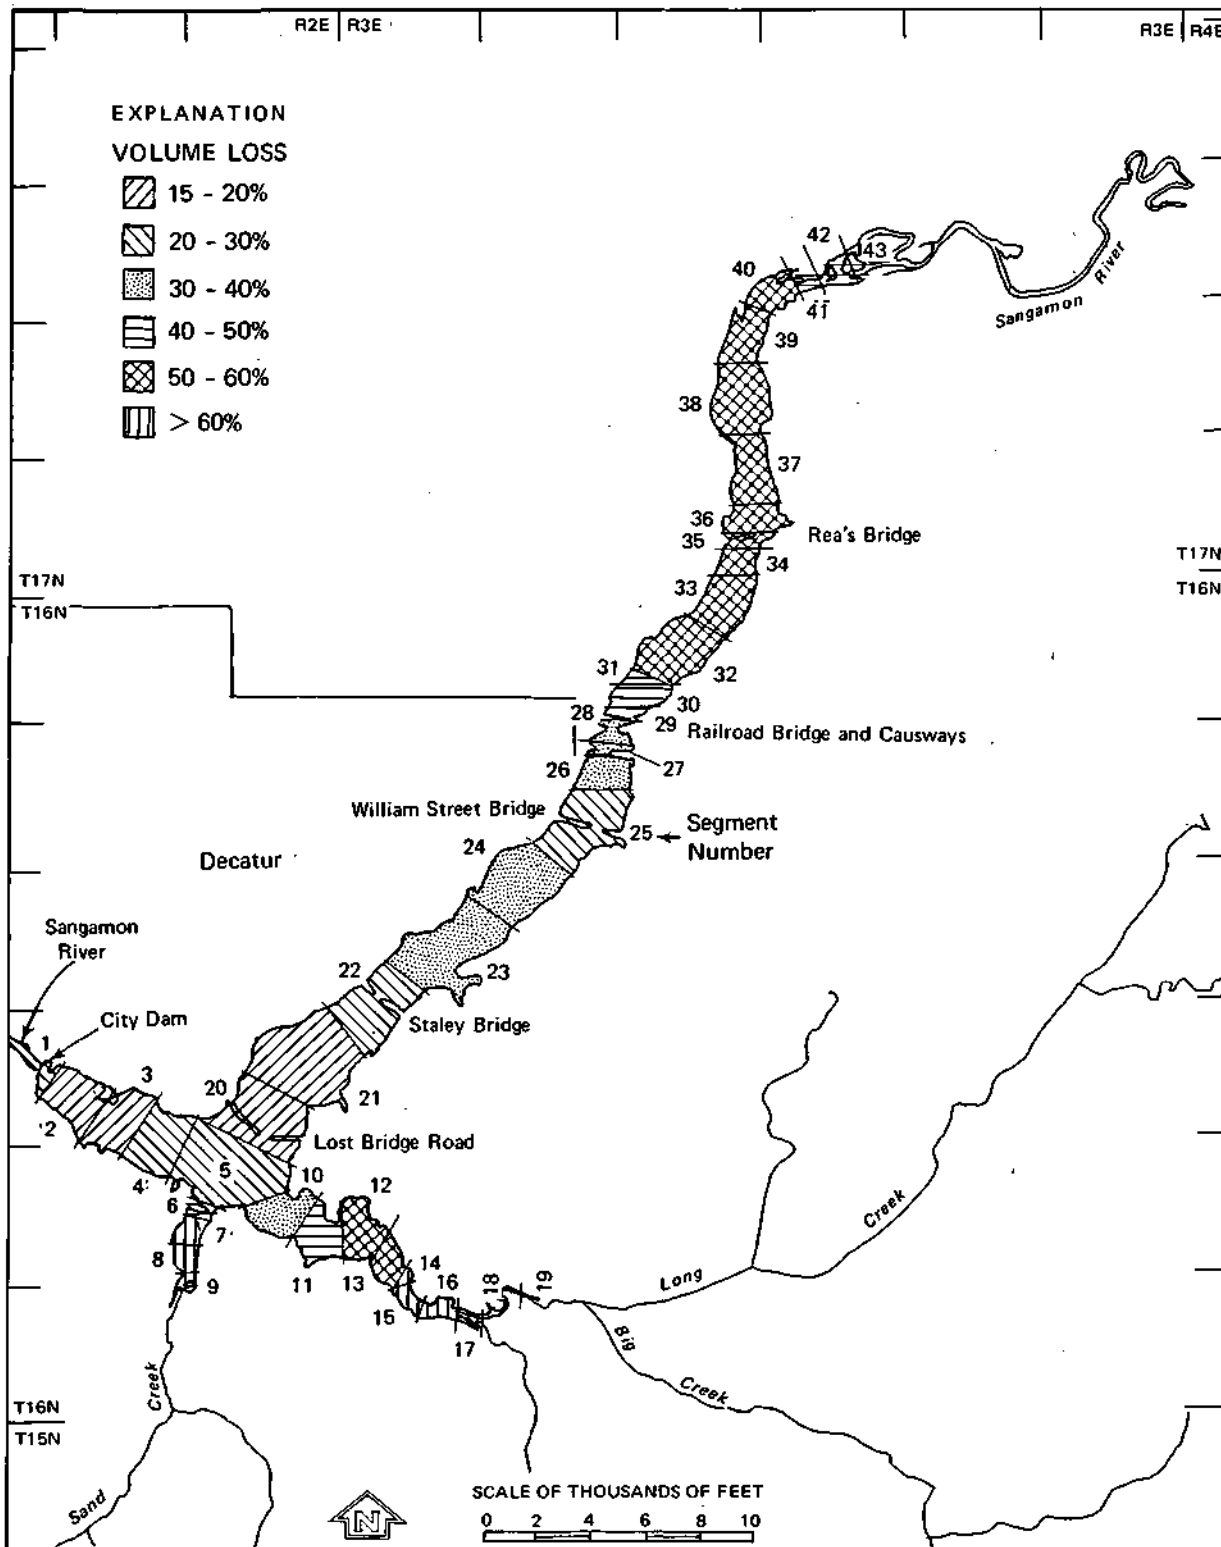 R2E R3E
R3E R4E
EXPLANATION
VOLUME LOSS
15 - 20%
20 - 30%
30 - 40%
40 - 50%
50 - 60%
> 60%
42
43
40
41
Sangamon River
39
38
37
36
Rea's Bridge
35
34
T17N
T16N
T17N
T16N
33
31
32
30
28
29
Railroad Bridge and Causways
26
27
William Street Bridge
25
Segment
Number
24
Decatur
Sangamon
River
22
23
City Dam
Staley Bridge
1
3
20
21
2
Lost Bridge Road
4
5
10
12
6
7
8
9
11
13
14
16
18
19
15
17
Long Creek
Big Creek
Creek
Sand
T16N
T15N
N
SCALE OF THOUSANDS OF FEET
0 2 4 6 8 10